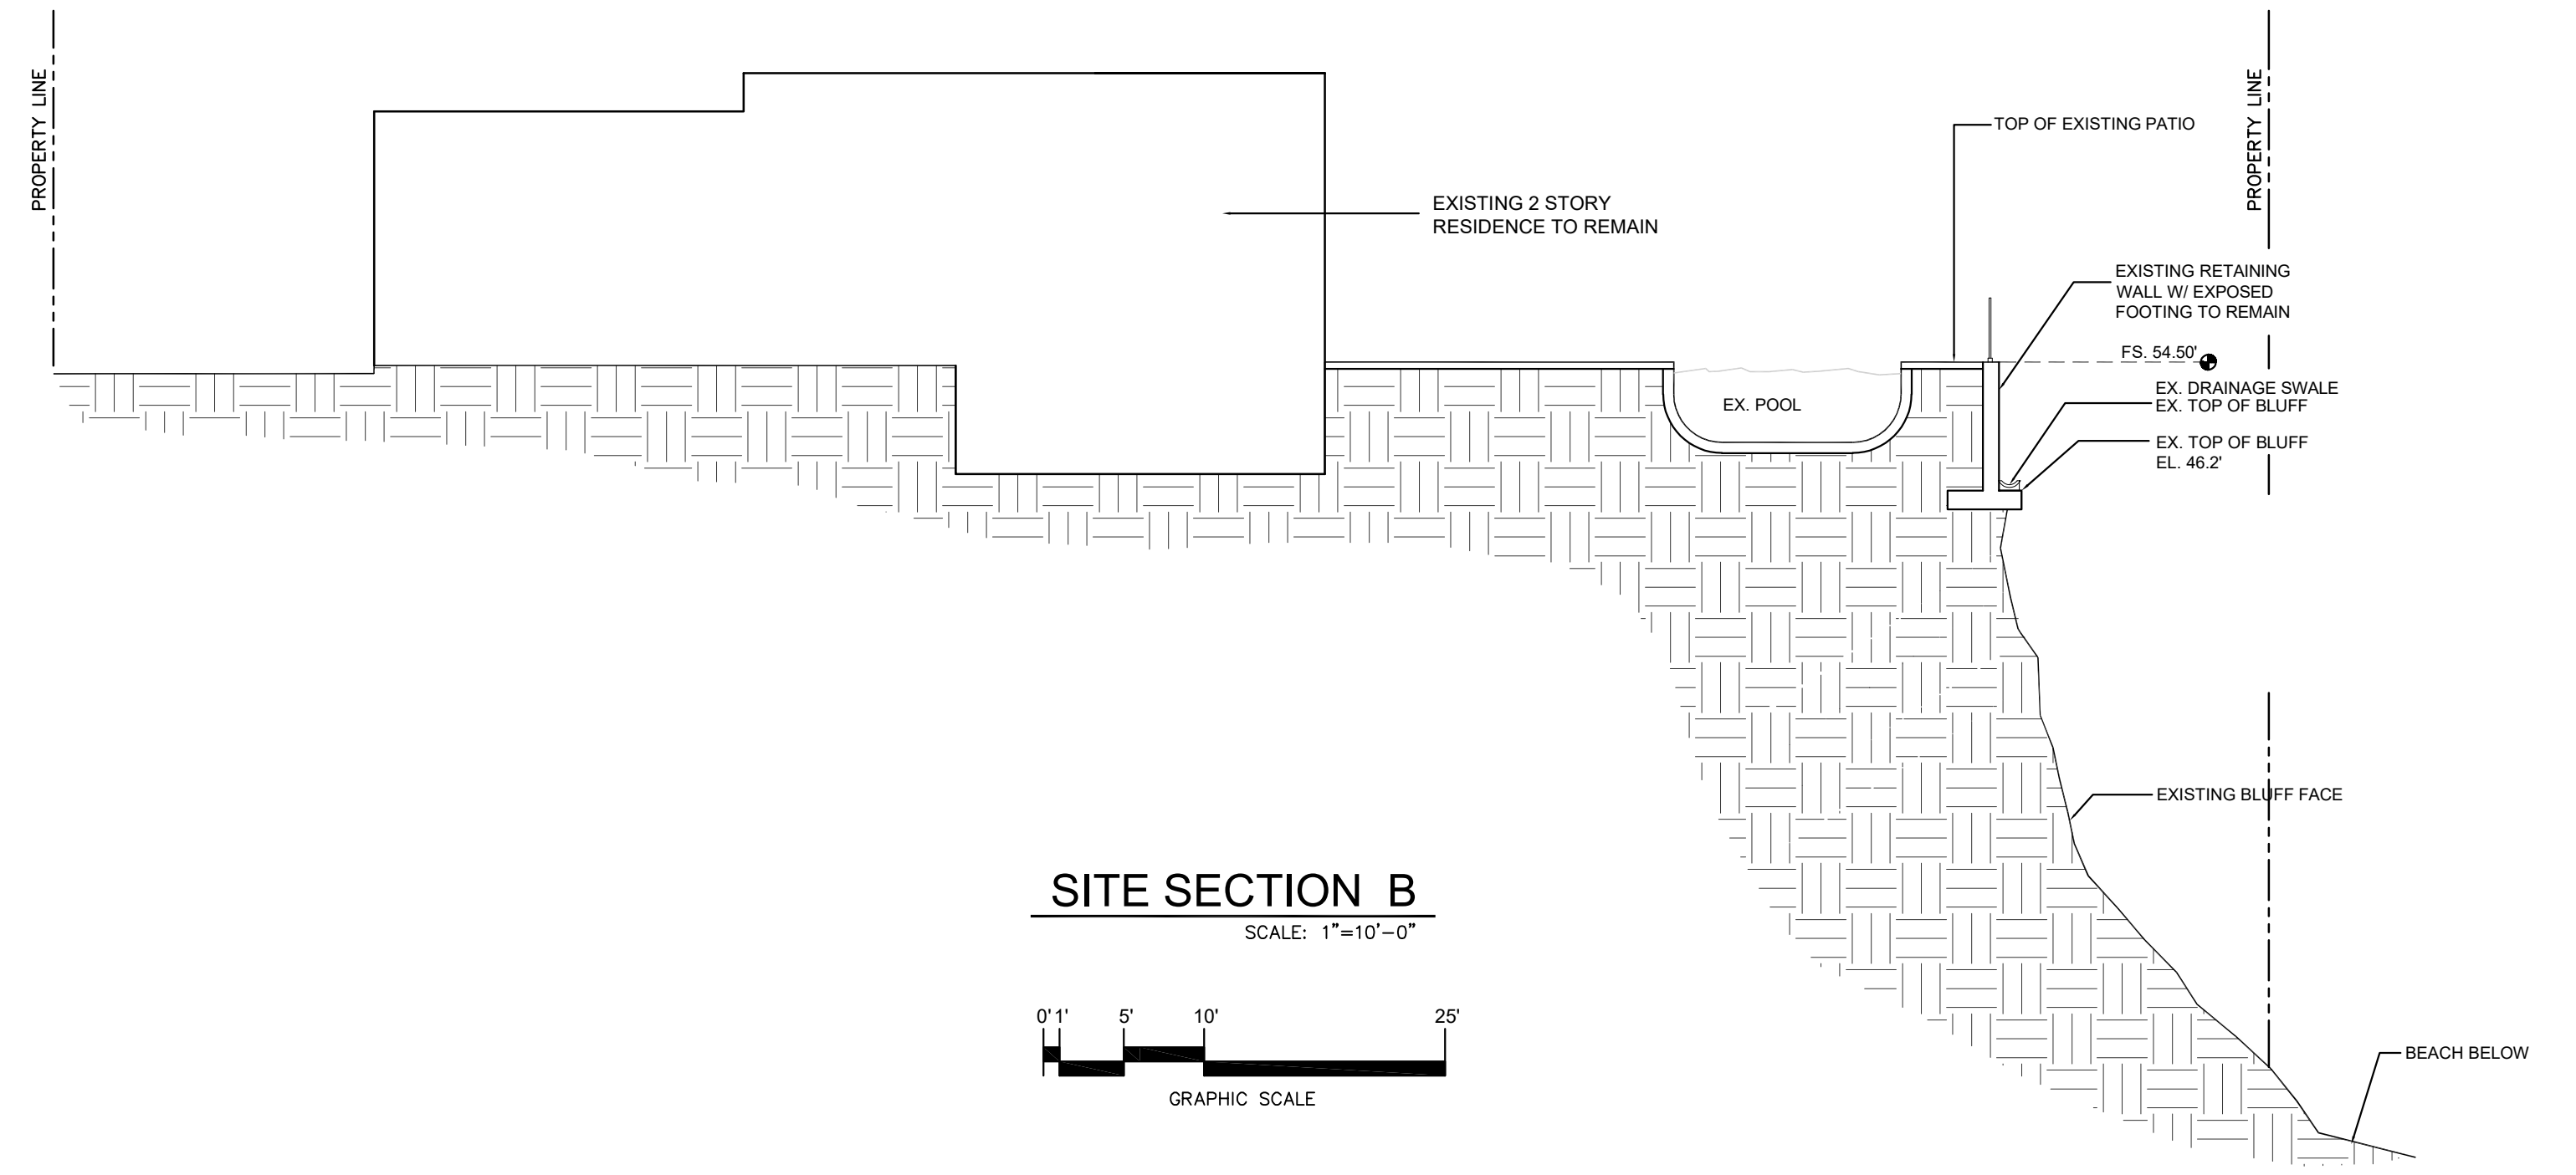 PROPERTY LINE
PROPERTY LINE
TOP OF EXISTING PATIO
EXISTING 2 STORY
RESIDENCE TO REMAIN
EXISTING RETAINING
WALL W/ EXPOSED
FOOTING TO REMAIN
FS. 54.50'
EX. DRAINAGE SWALE
EX. TOP OF BLUFF
EX. POOL
EX. TOP OF BLUFF
EL. 46.2'
EXISTING BLUFF FACE
SITE SECTION B
SCALE: 1"=10'-0"
0' 1' 5' 10' 25'
GRAPHIC SCALE
BEACH BELOW